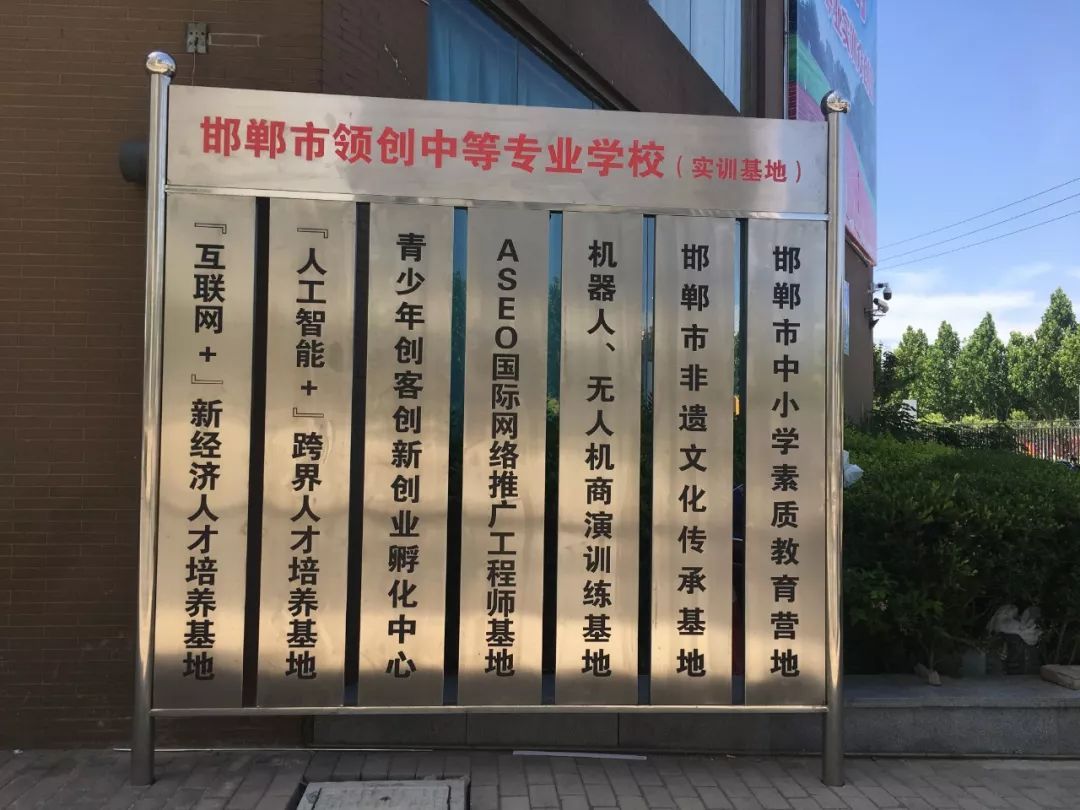 邯郸市领创中等专业学校（实训基地）
『互联网+』新经济人才培养基地
『人工智能+』跨界人才培养基地
青少年创客创新创业孵化中心
ASEO国际网络推广工程师基地
机器人、无人机商演训练基地
邯郸市非遗文化传承基地
邯郸市中小学素质教育营地